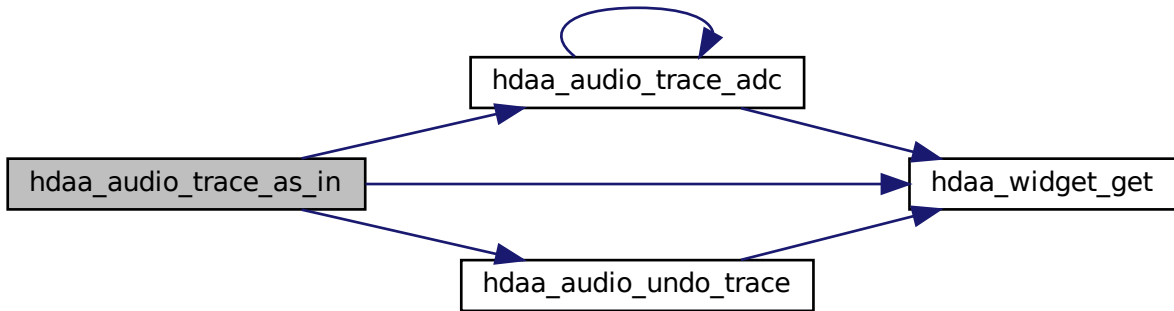 hdaa_audio_trace_adc
hdaa_audio_trace_as_in
hdaa_widget_get
hdaa_audio_undo_trace